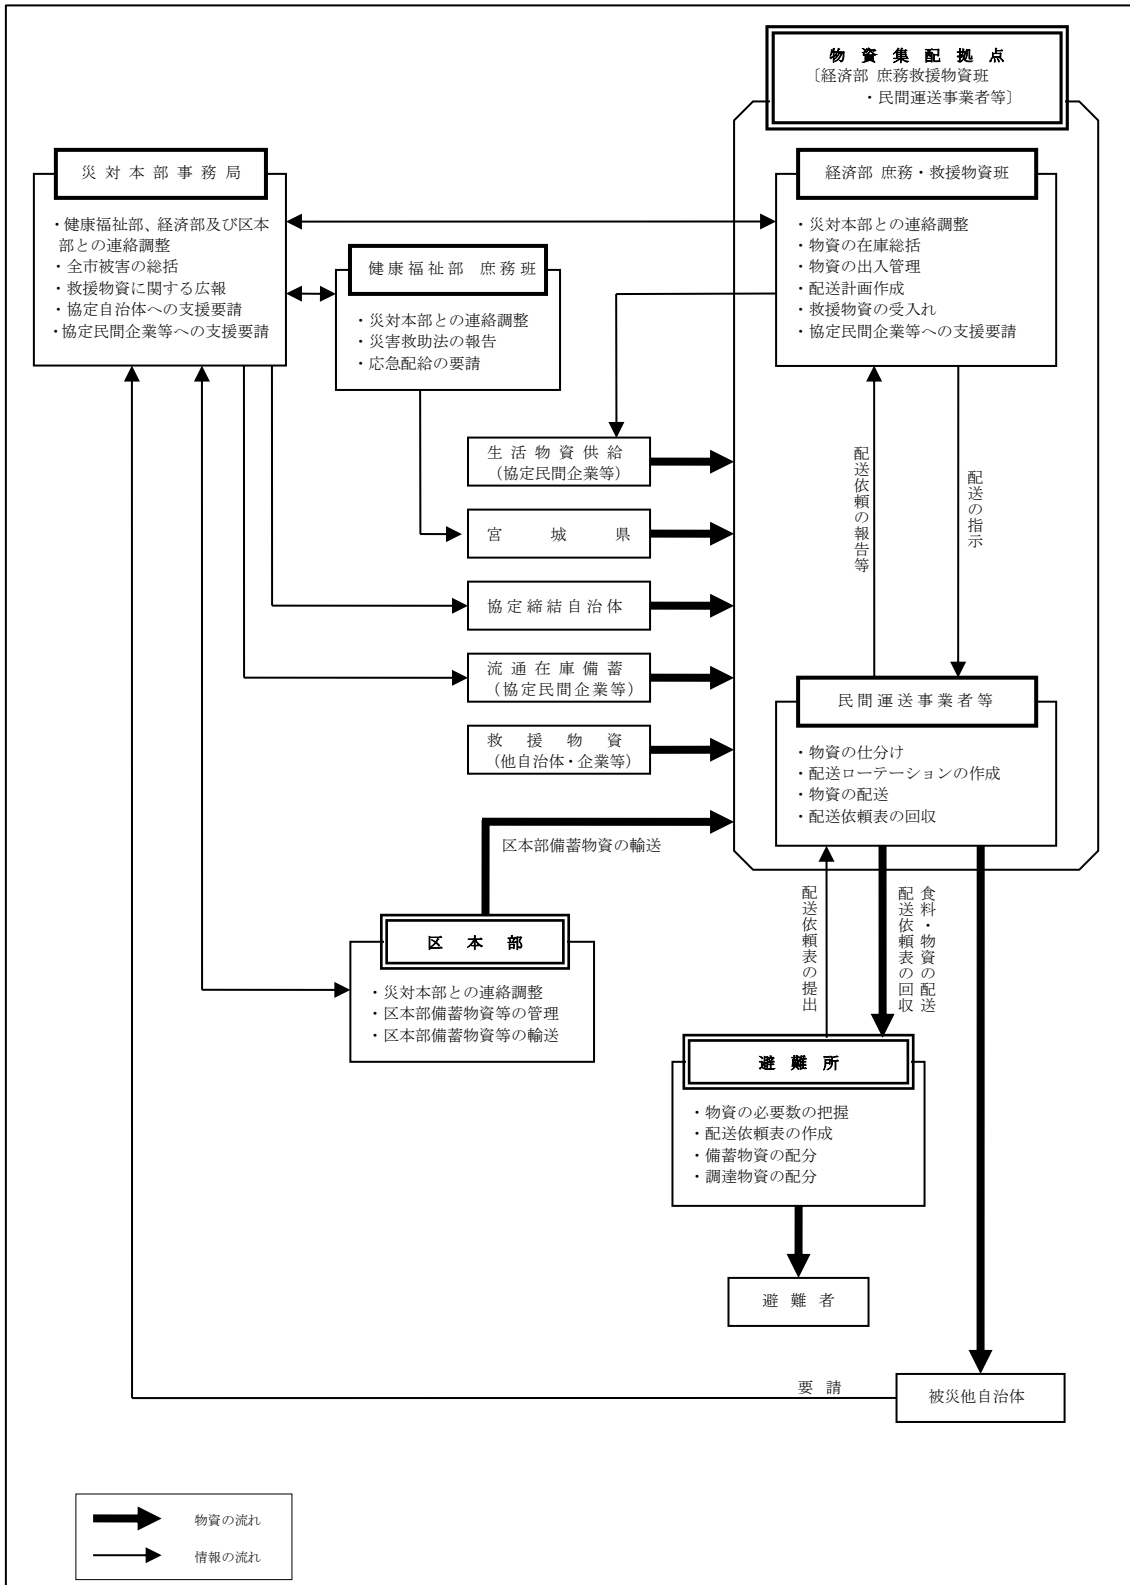 物資集配拠点
〔経済部 庶務救援物資班
・民間運送事業者等〕
災対本部事務局
・健康福祉部、経済部及び区本
部との連絡調整
・全市被害の総括
・救援物資に関する広報
・協定自治体への支援要請
・協定民間企業等への支援要請
経済部 庶務・救援物資班
・災対本部との連絡調整
・物資の在庫総括
・物資の出入管理
・配送計画作成
・救援物資の受入れ
・協定民間企業等への支援要請
健康福祉部 庶務班
・災対本部との連絡調整
・災害救助法の報告
・応急配給の要請
生活物資供給
(協定民間企業等)
宮城県
協定締結自治体
流通在庫備蓄
(協定民間企業等)
救援物資
(他自治体・企業等)
配送依頼の報告等
配送の指示
民間運送事業者等
・物資の仕分け
・配送ローテーションの作成
・物資の配送
・配送依頼表の回収
区本部備蓄物資の輸送
区本部
・災対本部との連絡調整
・区本部備蓄物資等の管理
・区本部備蓄物資等の輸送
配送依頼表の提出
食料・物資の配送
配送依頼表の回収
避難所
・物資の必要数の把握
・配送依頼表の作成
・備蓄物資の配分
・調達物資の配分
避難者
要請
被災他自治体
物資の流れ
情報の流れ